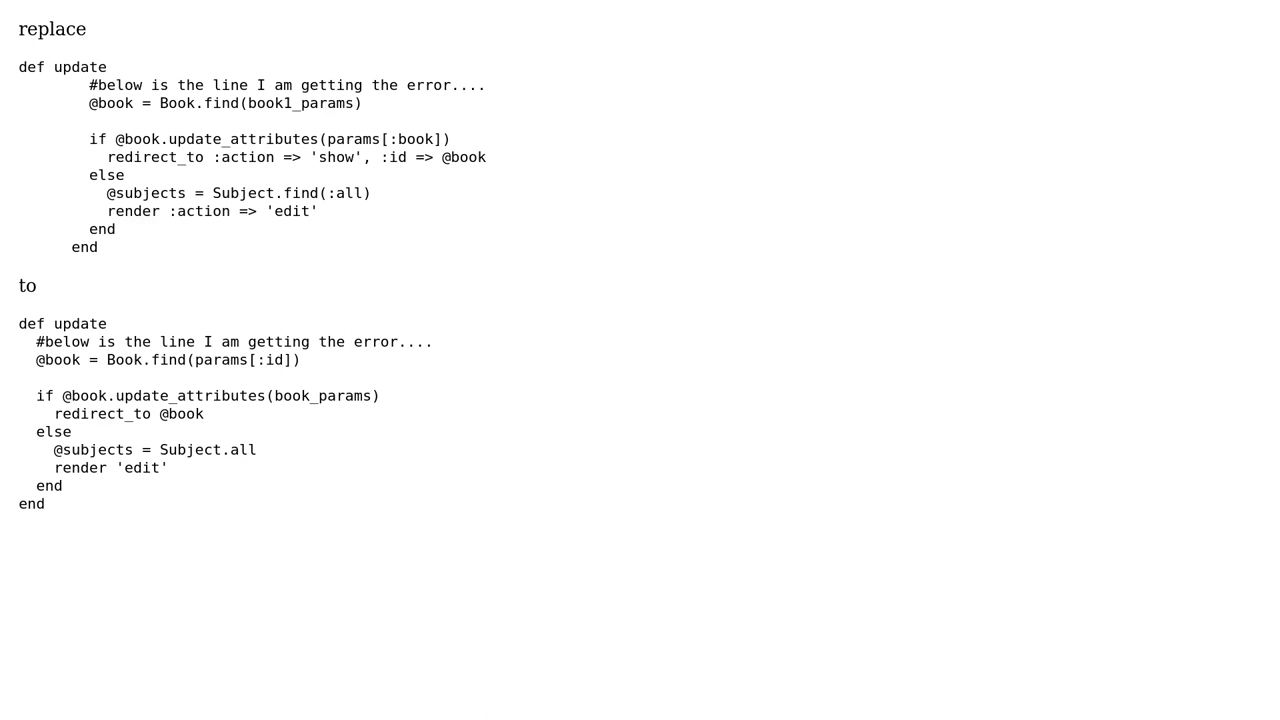 replace
def update
        #below is the line I am getting the error....
        @book = Book.find(book1_params)

        if @book.update_attributes(params[:book])
          redirect_to :action => 'show', :id => @book
        else
          @subjects = Subject.find(:all)
          render :action => 'edit'
        end
      end
to
def update
  #below is the line I am getting the error....
  @book = Book.find(params[:id])

  if @book.update_attributes(book_params)
    redirect_to @book
  else
    @subjects = Subject.all
    render 'edit'
  end
end